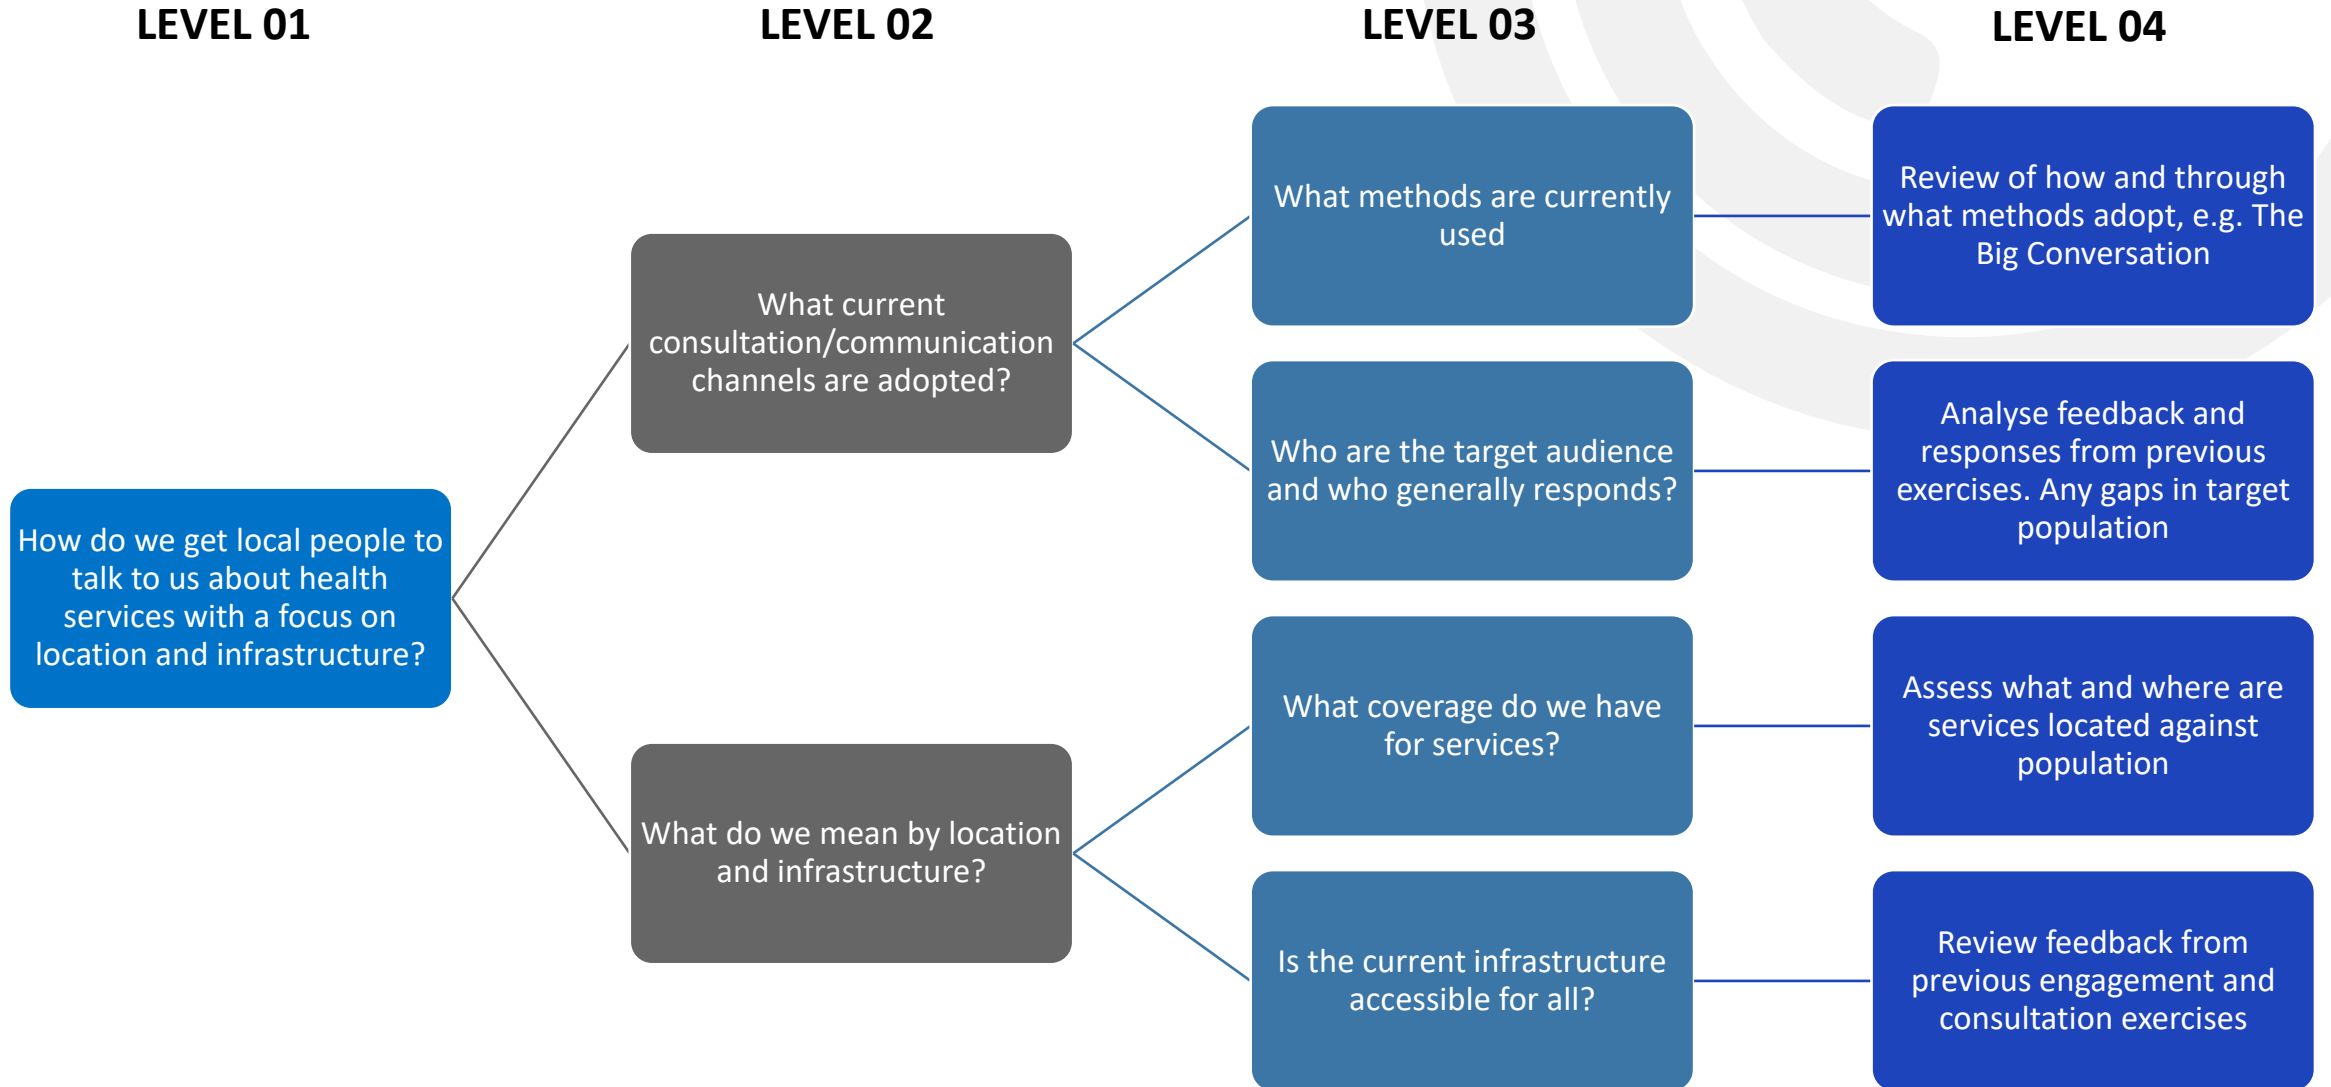 LEVEL 01
LEVEL 02
LEVEL 03
LEVEL 04
How do we get local people to
talk to us about health
services with a focus on
location and infrastructure?
What current
consultation/communication
channels are adopted?
What do we mean by location
and infrastructure?
What methods are currently
used
Who are the target audience
and who generally responds?
What coverage do we have
for services?
Is the current infrastructure
accessible for all?
Review of how and through
what methods adopt, e.g. The
Big Conversation
Analyse feedback and
responses from previous
exercises. Any gaps in target
population
Assess what and where are
services located against
population
Review feedback from
previous engagement and
consultation exercises